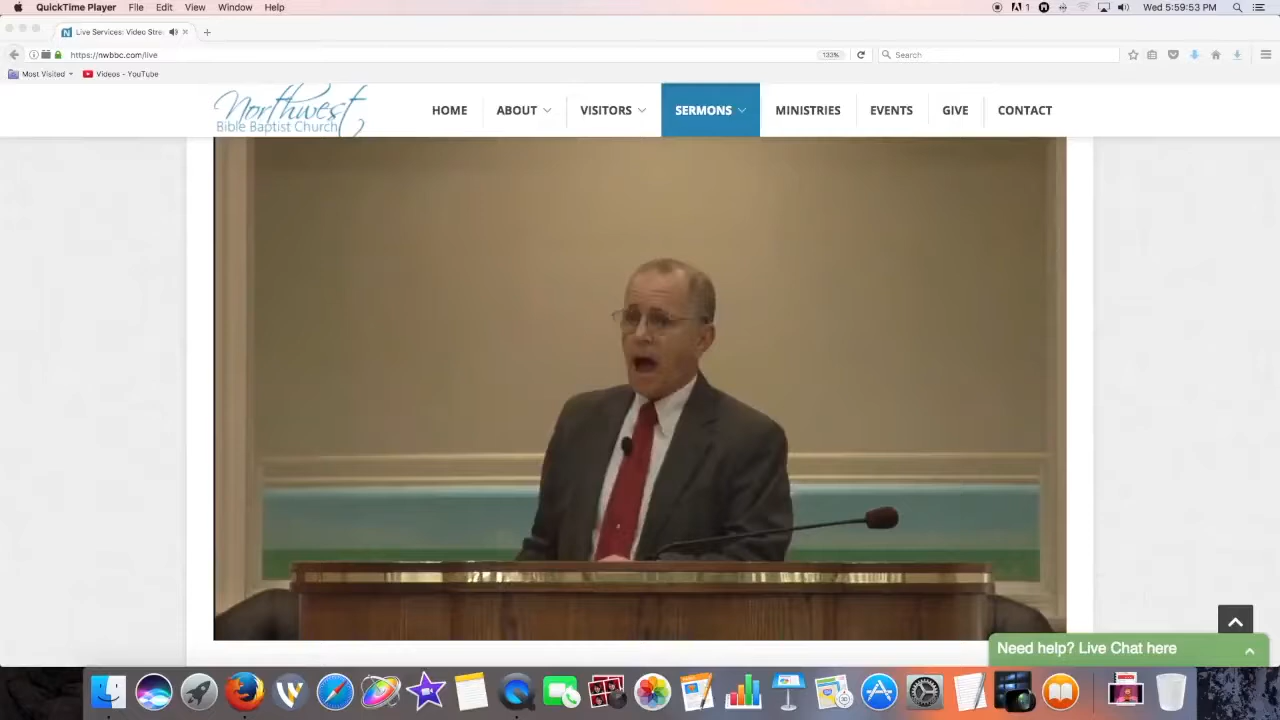 QuickTime Player File Edit View Window Help
1 Wed 5:59:53 PM
Live Services: Video Stre
https://nwbbc.com/live
133%
Search
Most Visited
Videos - YouTube
Northwest
Bible Baptist Church
HOME
ABOUT
VISITORS
SERMONS
MINISTRIES
EVENTS
GIVE
CONTACT
Need help? Live Chat here